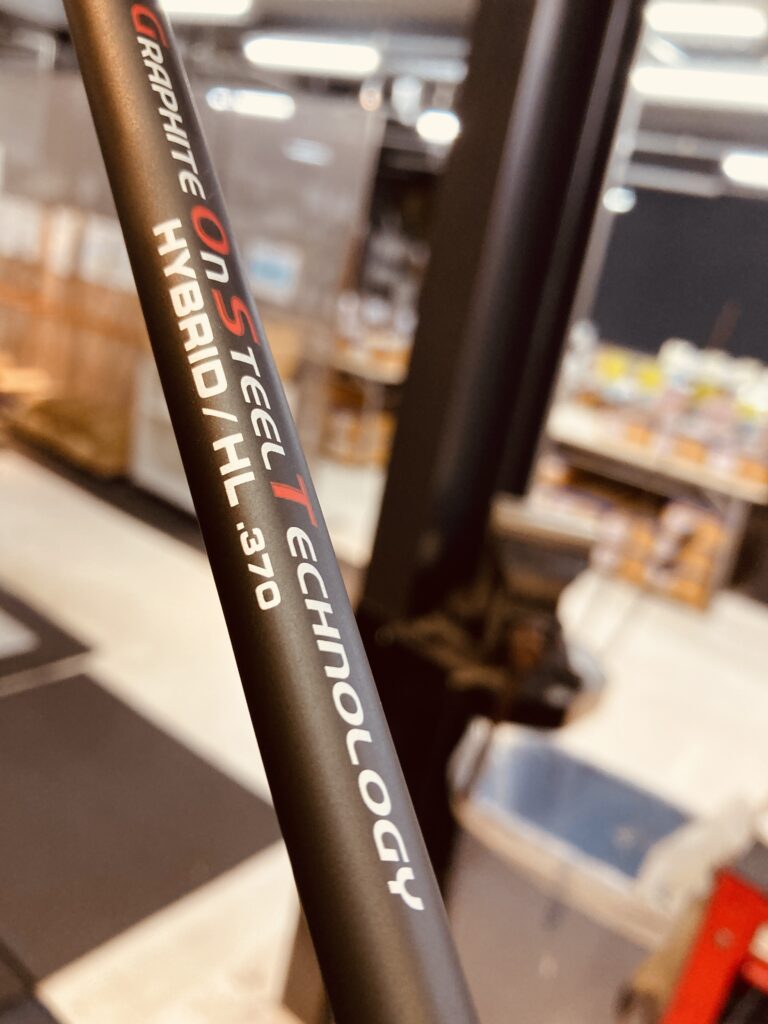 GRAPHITE On STEEL TECHNOLOGY
HYBRID / HL .370